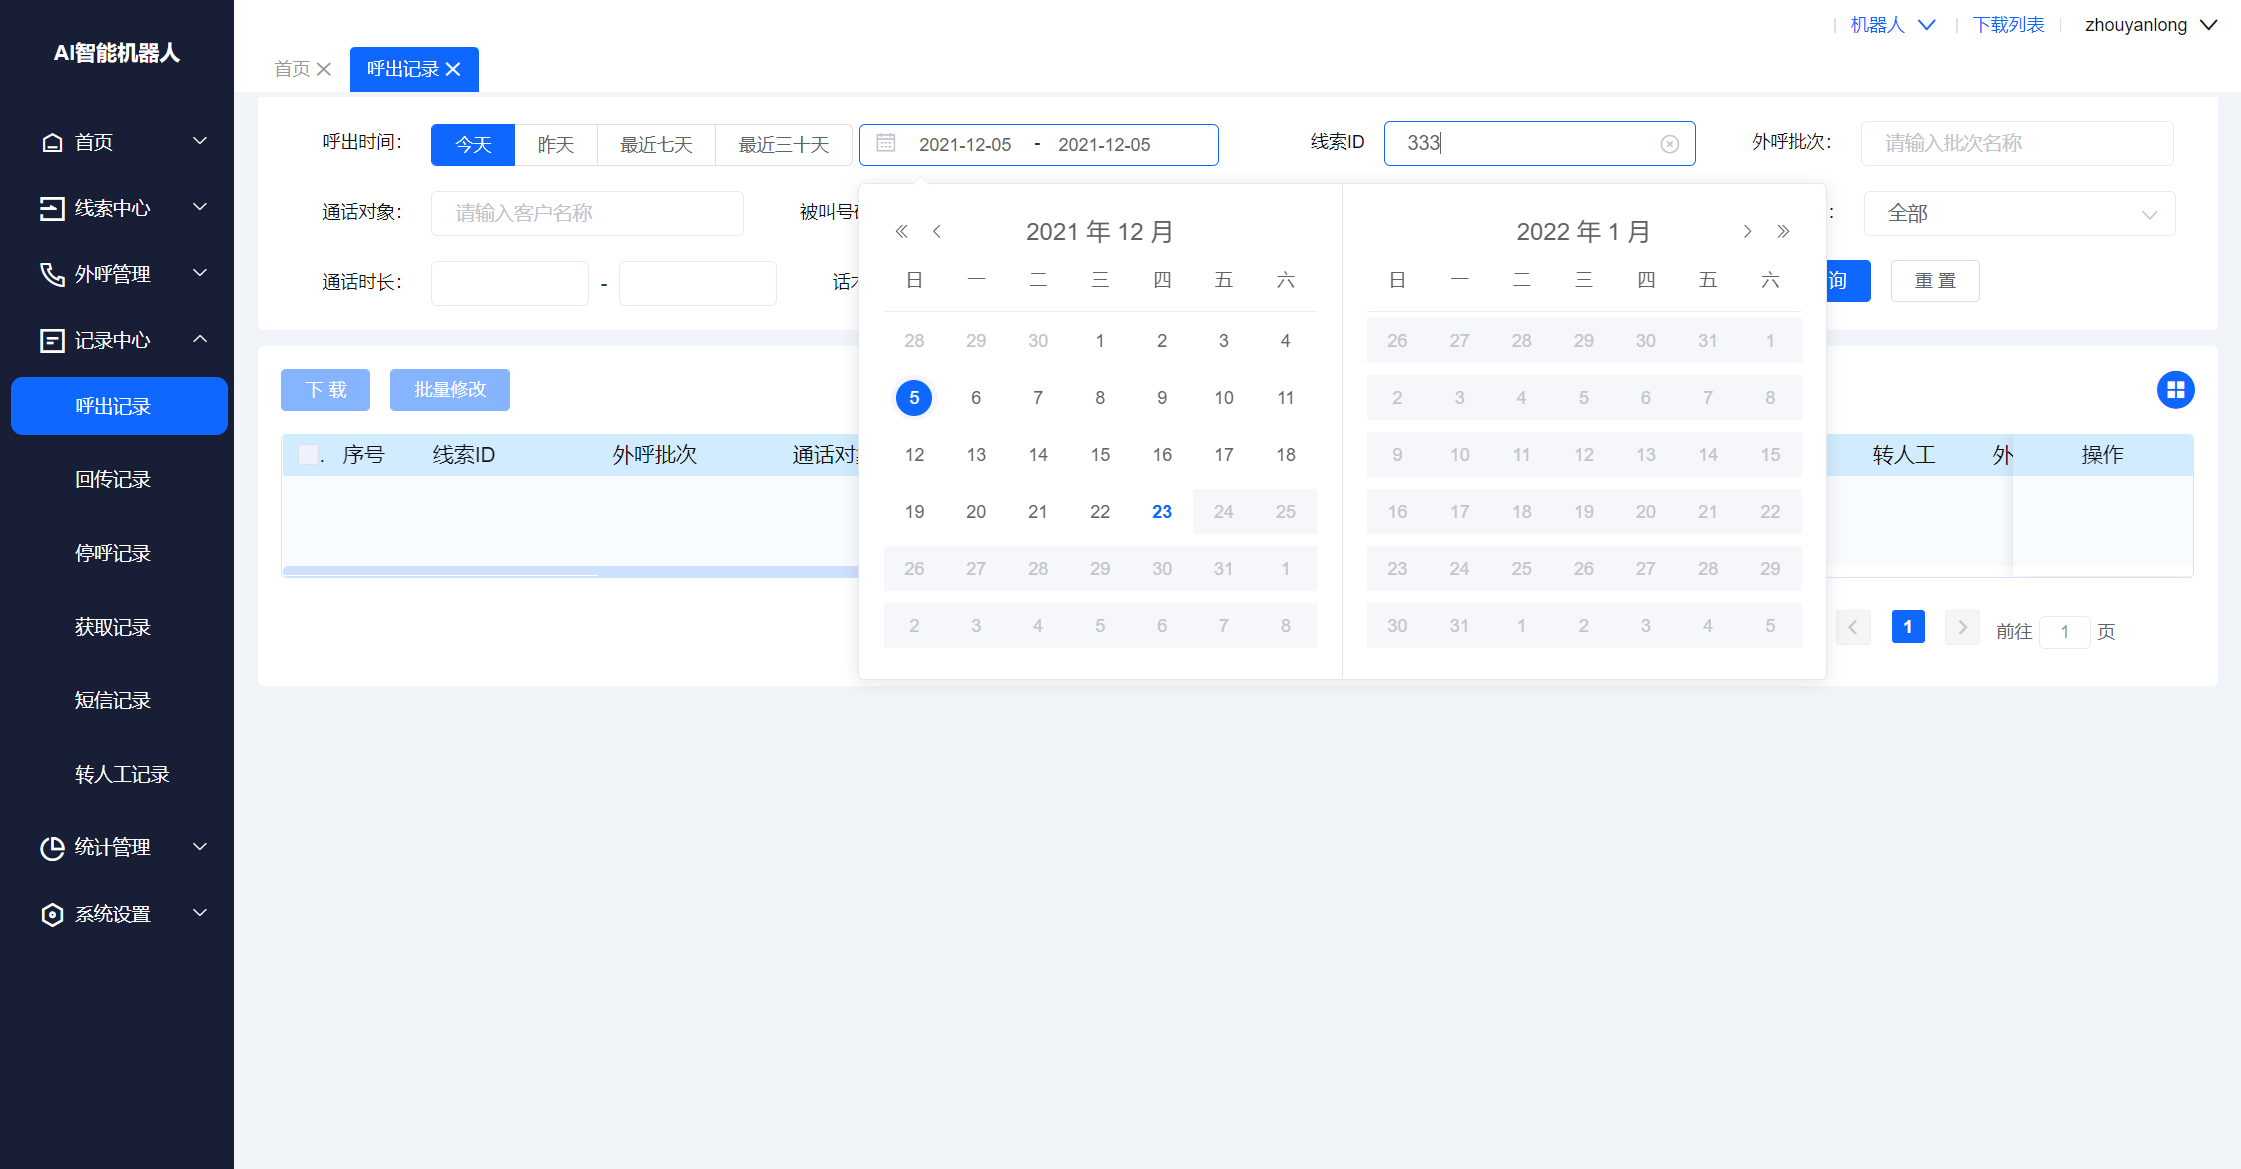 AI智能机器人
机器人
下载列表
zhouyanlong
首页
呼出记录
首页
线索中心
外呼管理
记录中心
呼出记录
回传记录
停呼记录
获取记录
短信记录
转人工记录
统计管理
系统设置
呼出时间：
今天
昨天
最近七天
最近三十天
2021-12-05 - 2021-12-05
线索ID
333
外呼批次：
请输入批次名称
通话对象：
请输入客户名称
被叫号
：
全部
通话时长：
-
询
重 置
2021 年 12 月
日 一 二 三 四 五 六
28 29 30 1 2 3 4
5 6 7 8 9 10 11
12 13 14 15 16 17 18
19 20 21 22 23 24 25
26 27 28 29 30 31 1
2 3 4 5 6 7 8
2022 年 1 月
日 一 二 三 四 五 六
26 27 28 29 30 31 1
2 3 4 5 6 7 8
9 10 11 12 13 14 15
16 17 18 19 20 21 22
23 24 25 26 27 28 29
30 31 1 2 3 4 5
下 载
批量修改
. 序号 线索ID 外呼批次 通话对 转人工 外 操作
1
前往 1 页